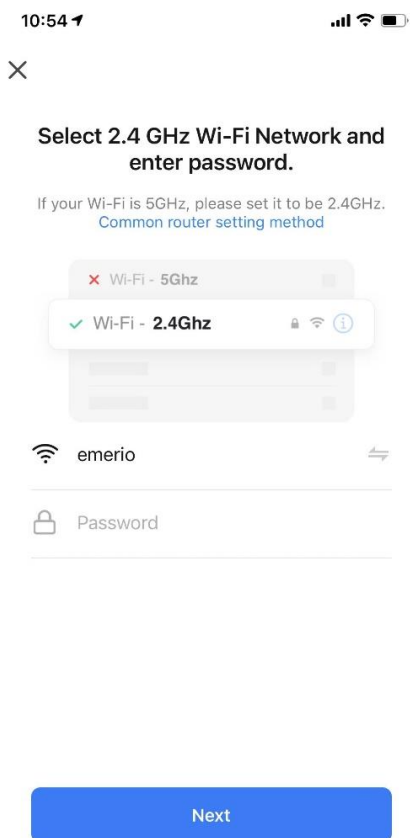 10:54
Select 2.4 GHz Wi-Fi Network and
enter password.
If your Wi-Fi is 5GHz, please set it to be 2.4GHz.
Common router setting method
Wi-Fi - 5Ghz
Wi-Fi - 2.4Ghz
emerio
Password
Next